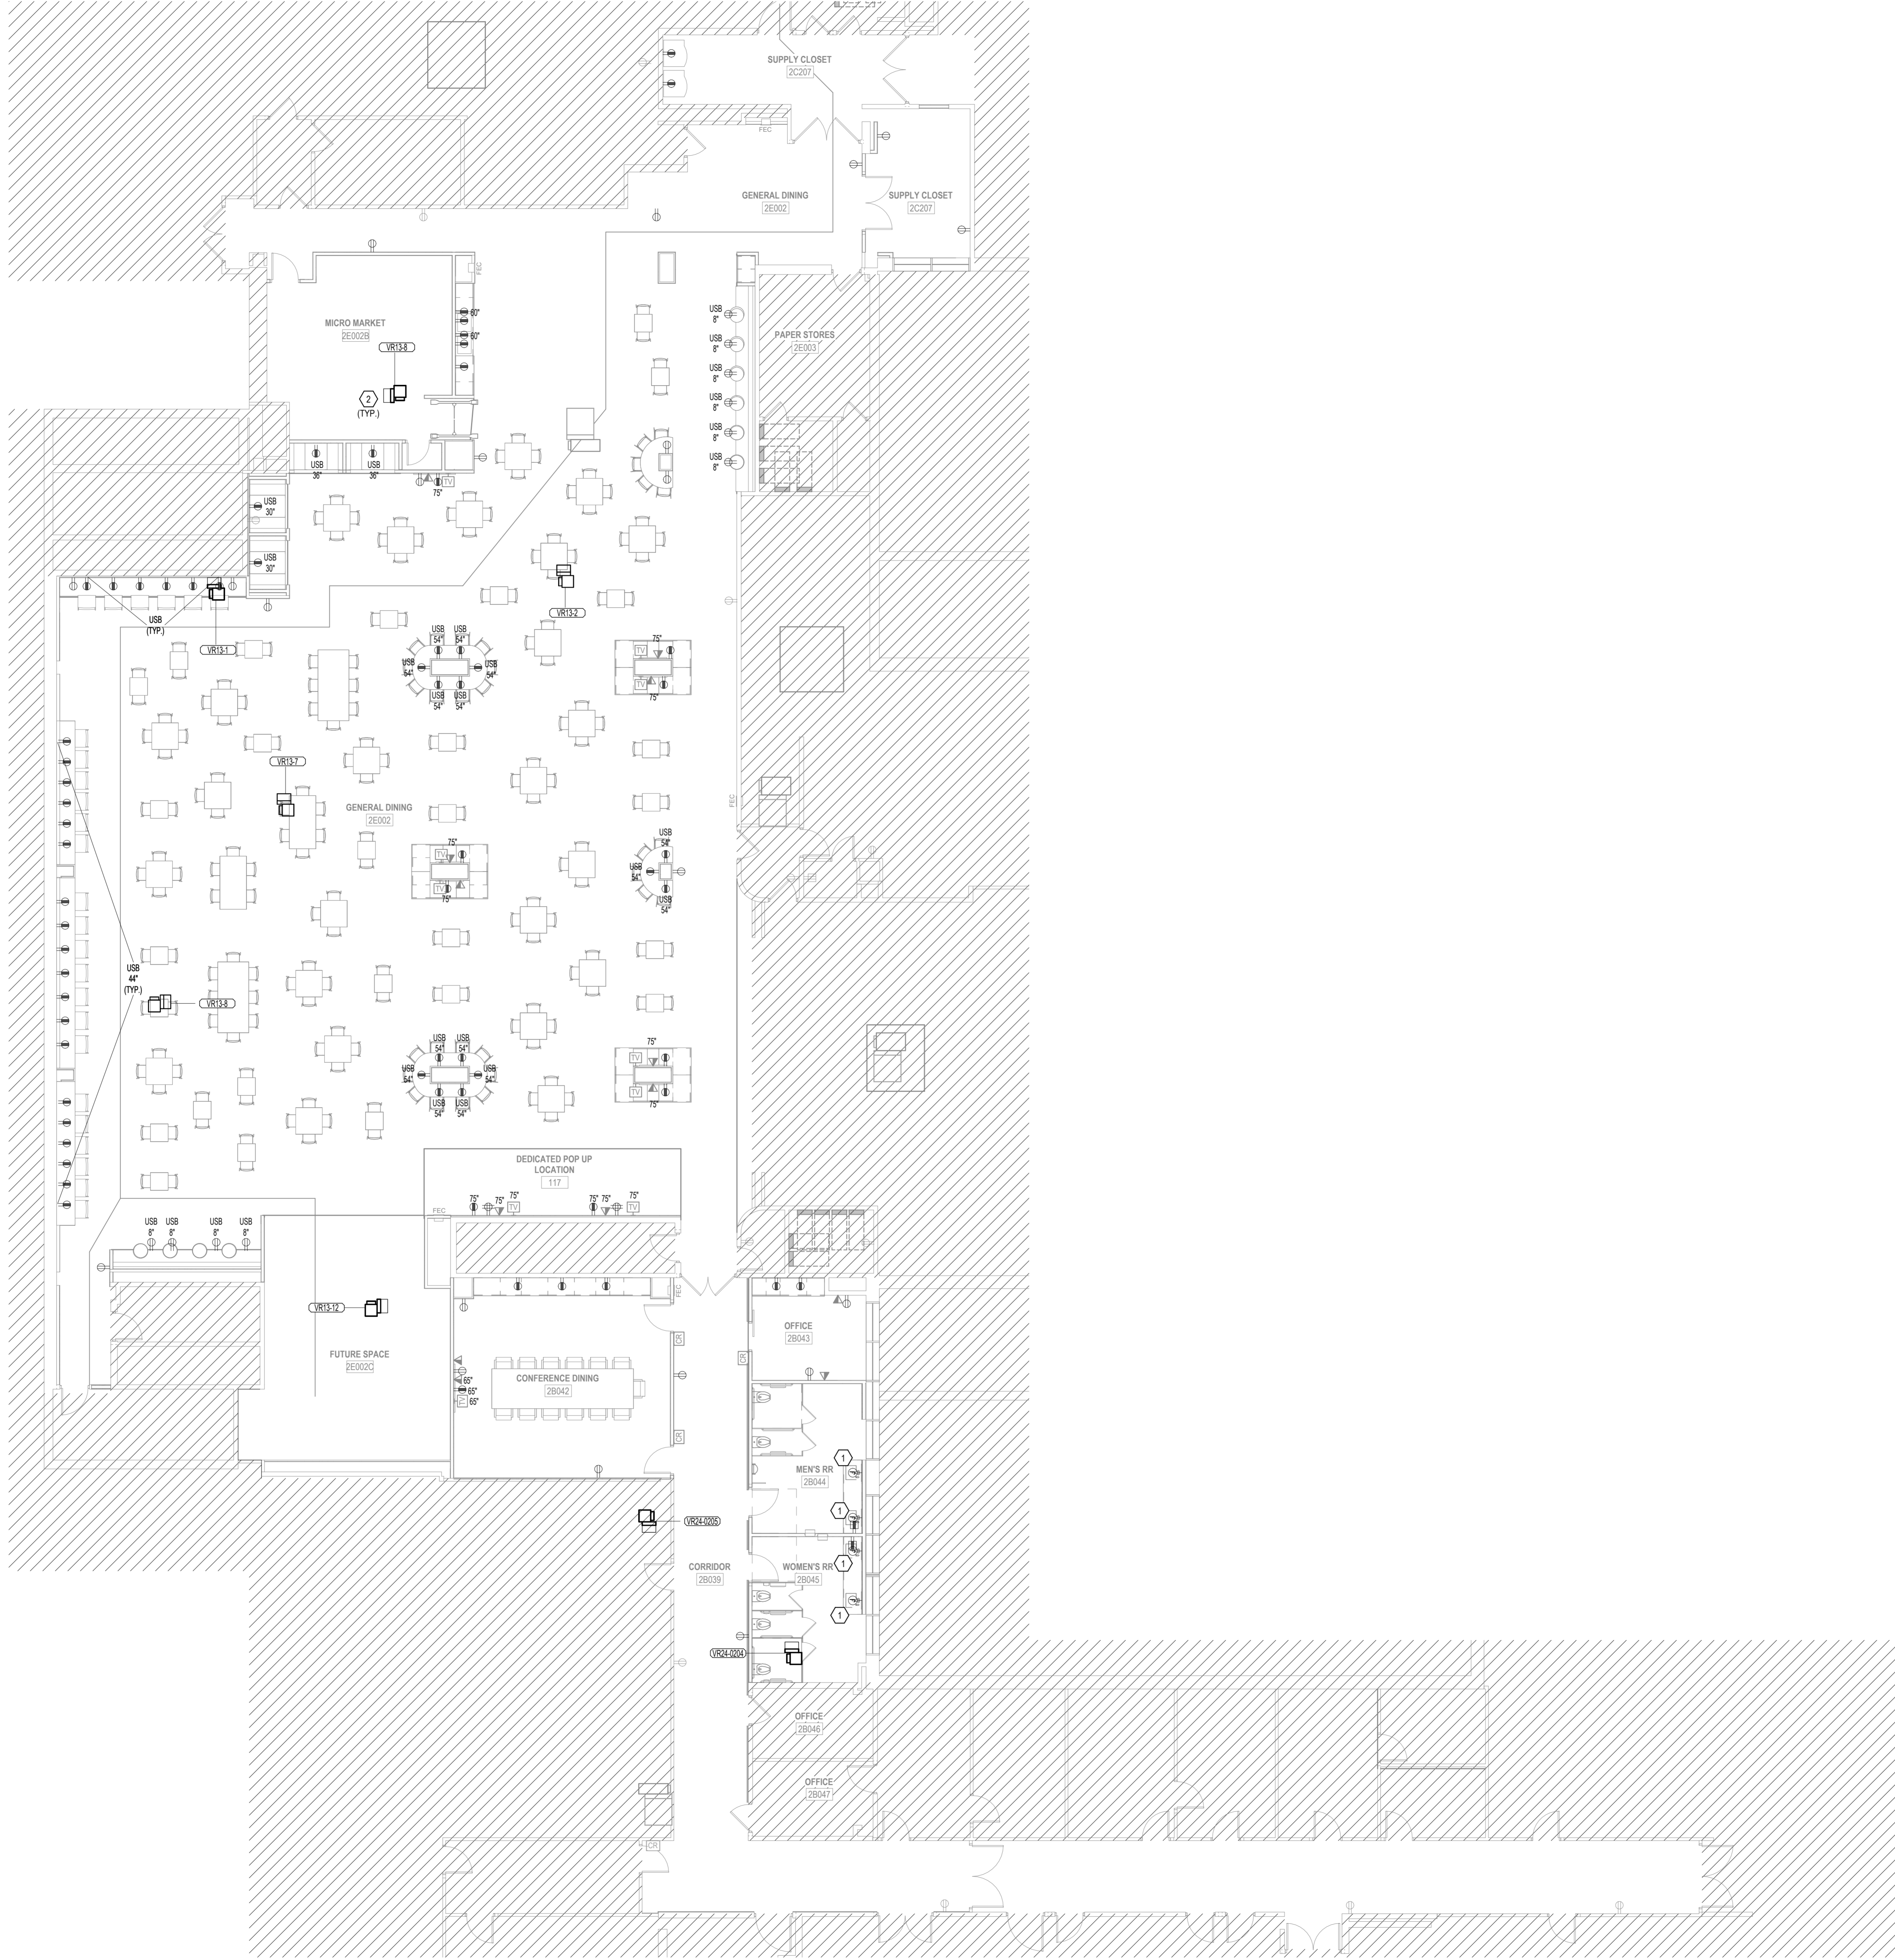 SUPPLY CLOSET
2C207
FEC
GENERAL DINING
2E002
SUPPLY CLOSET
2C207
FEC
MICRO MARKET
2E002B
VR13-8
2
(TYP.)
60"
60"
USB
8"
USB
8"
USB
8"
USB
8"
USB
8"
USB
8"
PAPER STORES
2E003
USB
36"
USB
36"
75"
TV
USB
30"
USB
30"
USB
(TYP.)
VR13-1
VR13-2
USB
54"
USB
54"
USB
54"
USB
54"
USB
54"
USB
54"
75"
TV
TV
75"
VR13-7
GENERAL DINING
2E002
FEC
75"
TV
TV
75"
USB
54"
USB
54"
USB
54"
USB
44"
(TYP.)
VR13-8
USB
54"
USB
54"
USB
54"
USB
54"
USB
54"
USB
54"
75"
TV
TV
75"
DEDICATED POP UP
LOCATION
117
75"
75"
75"
TV
75"
75"
75"
TV
FEC
USB
8"
USB
8"
USB
8"
USB
8"
FEC
VR13-12
FUTURE SPACE
2E002C
CR
CR
OFFICE
2B043
65"
65"
TV
65"
CONFERENCE DINING
2B042
CR
1
MEN'S RR
2B044
1
VR24-0205
CORRIDOR
2B039
WOMEN'S RR
2B045
1
1
VR24-0204
OFFICE
2B046
OFFICE
2B047
CR